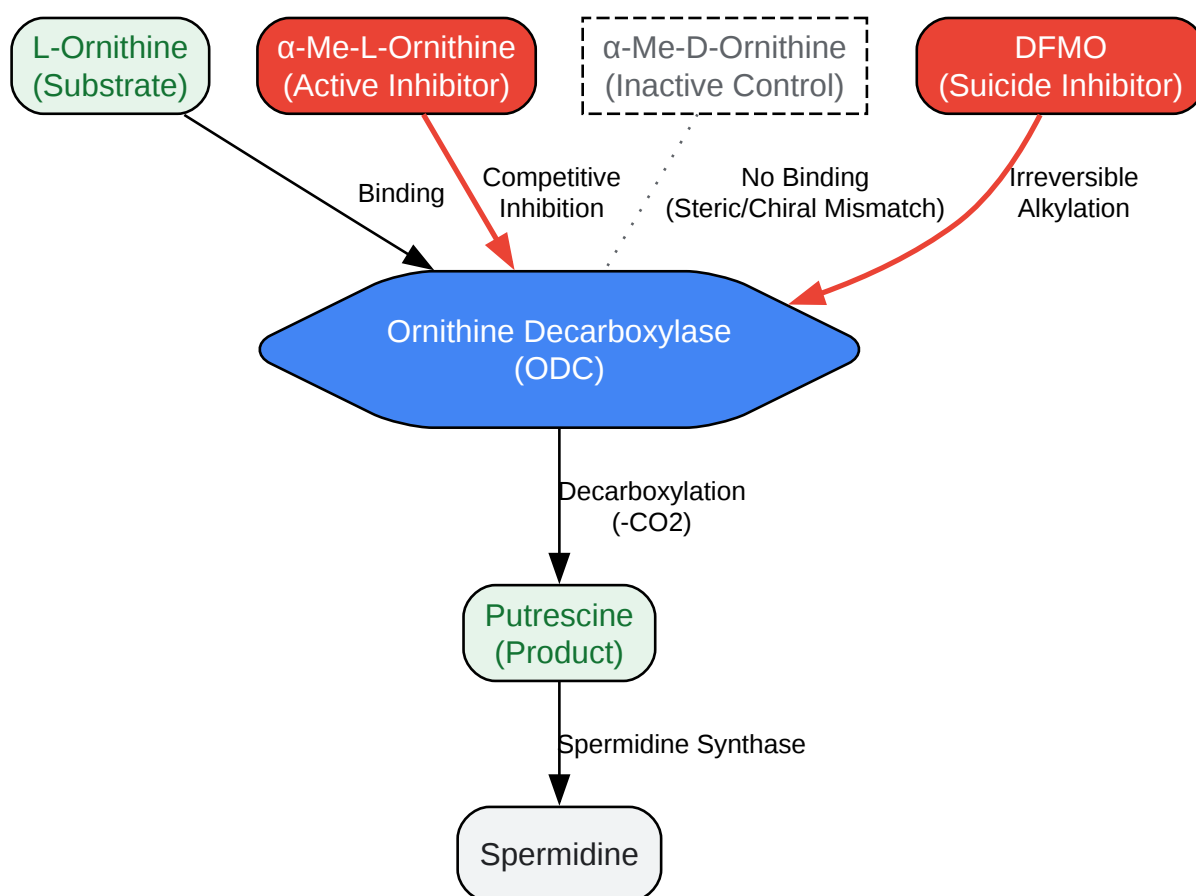 L-Ornithine
(Substrate)
α-Me-L-Ornithine
(Active Inhibitor)
α-Me-D-Ornithine
(Inactive Control)
DFMO
(Suicide Inhibitor)
Binding
Competitive
Inhibition
No Binding
(Steric/Chiral Mismatch)
Irreversible
Alkylation
Ornithine Decarboxylase
(ODC)
Decarboxylation
(-CO2)
Putrescine
(Product)
Spermidine Synthase
Spermidine